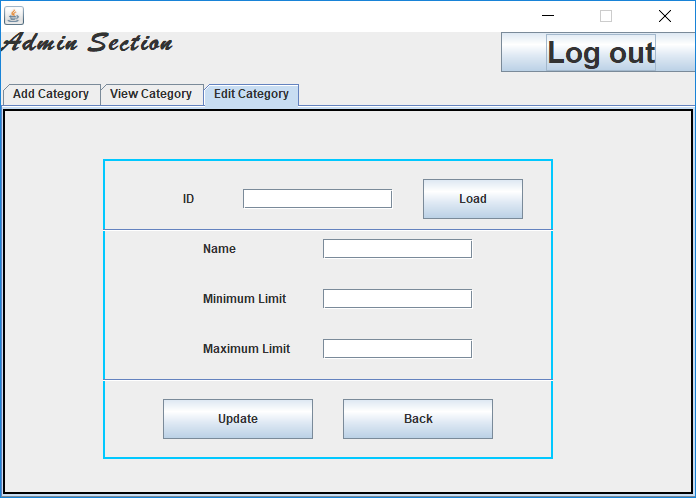 Admin Section
Log out
Add Category View Category Edit Category
ID Load
Name
Minimum Limit
Maximum Limit
Update Back